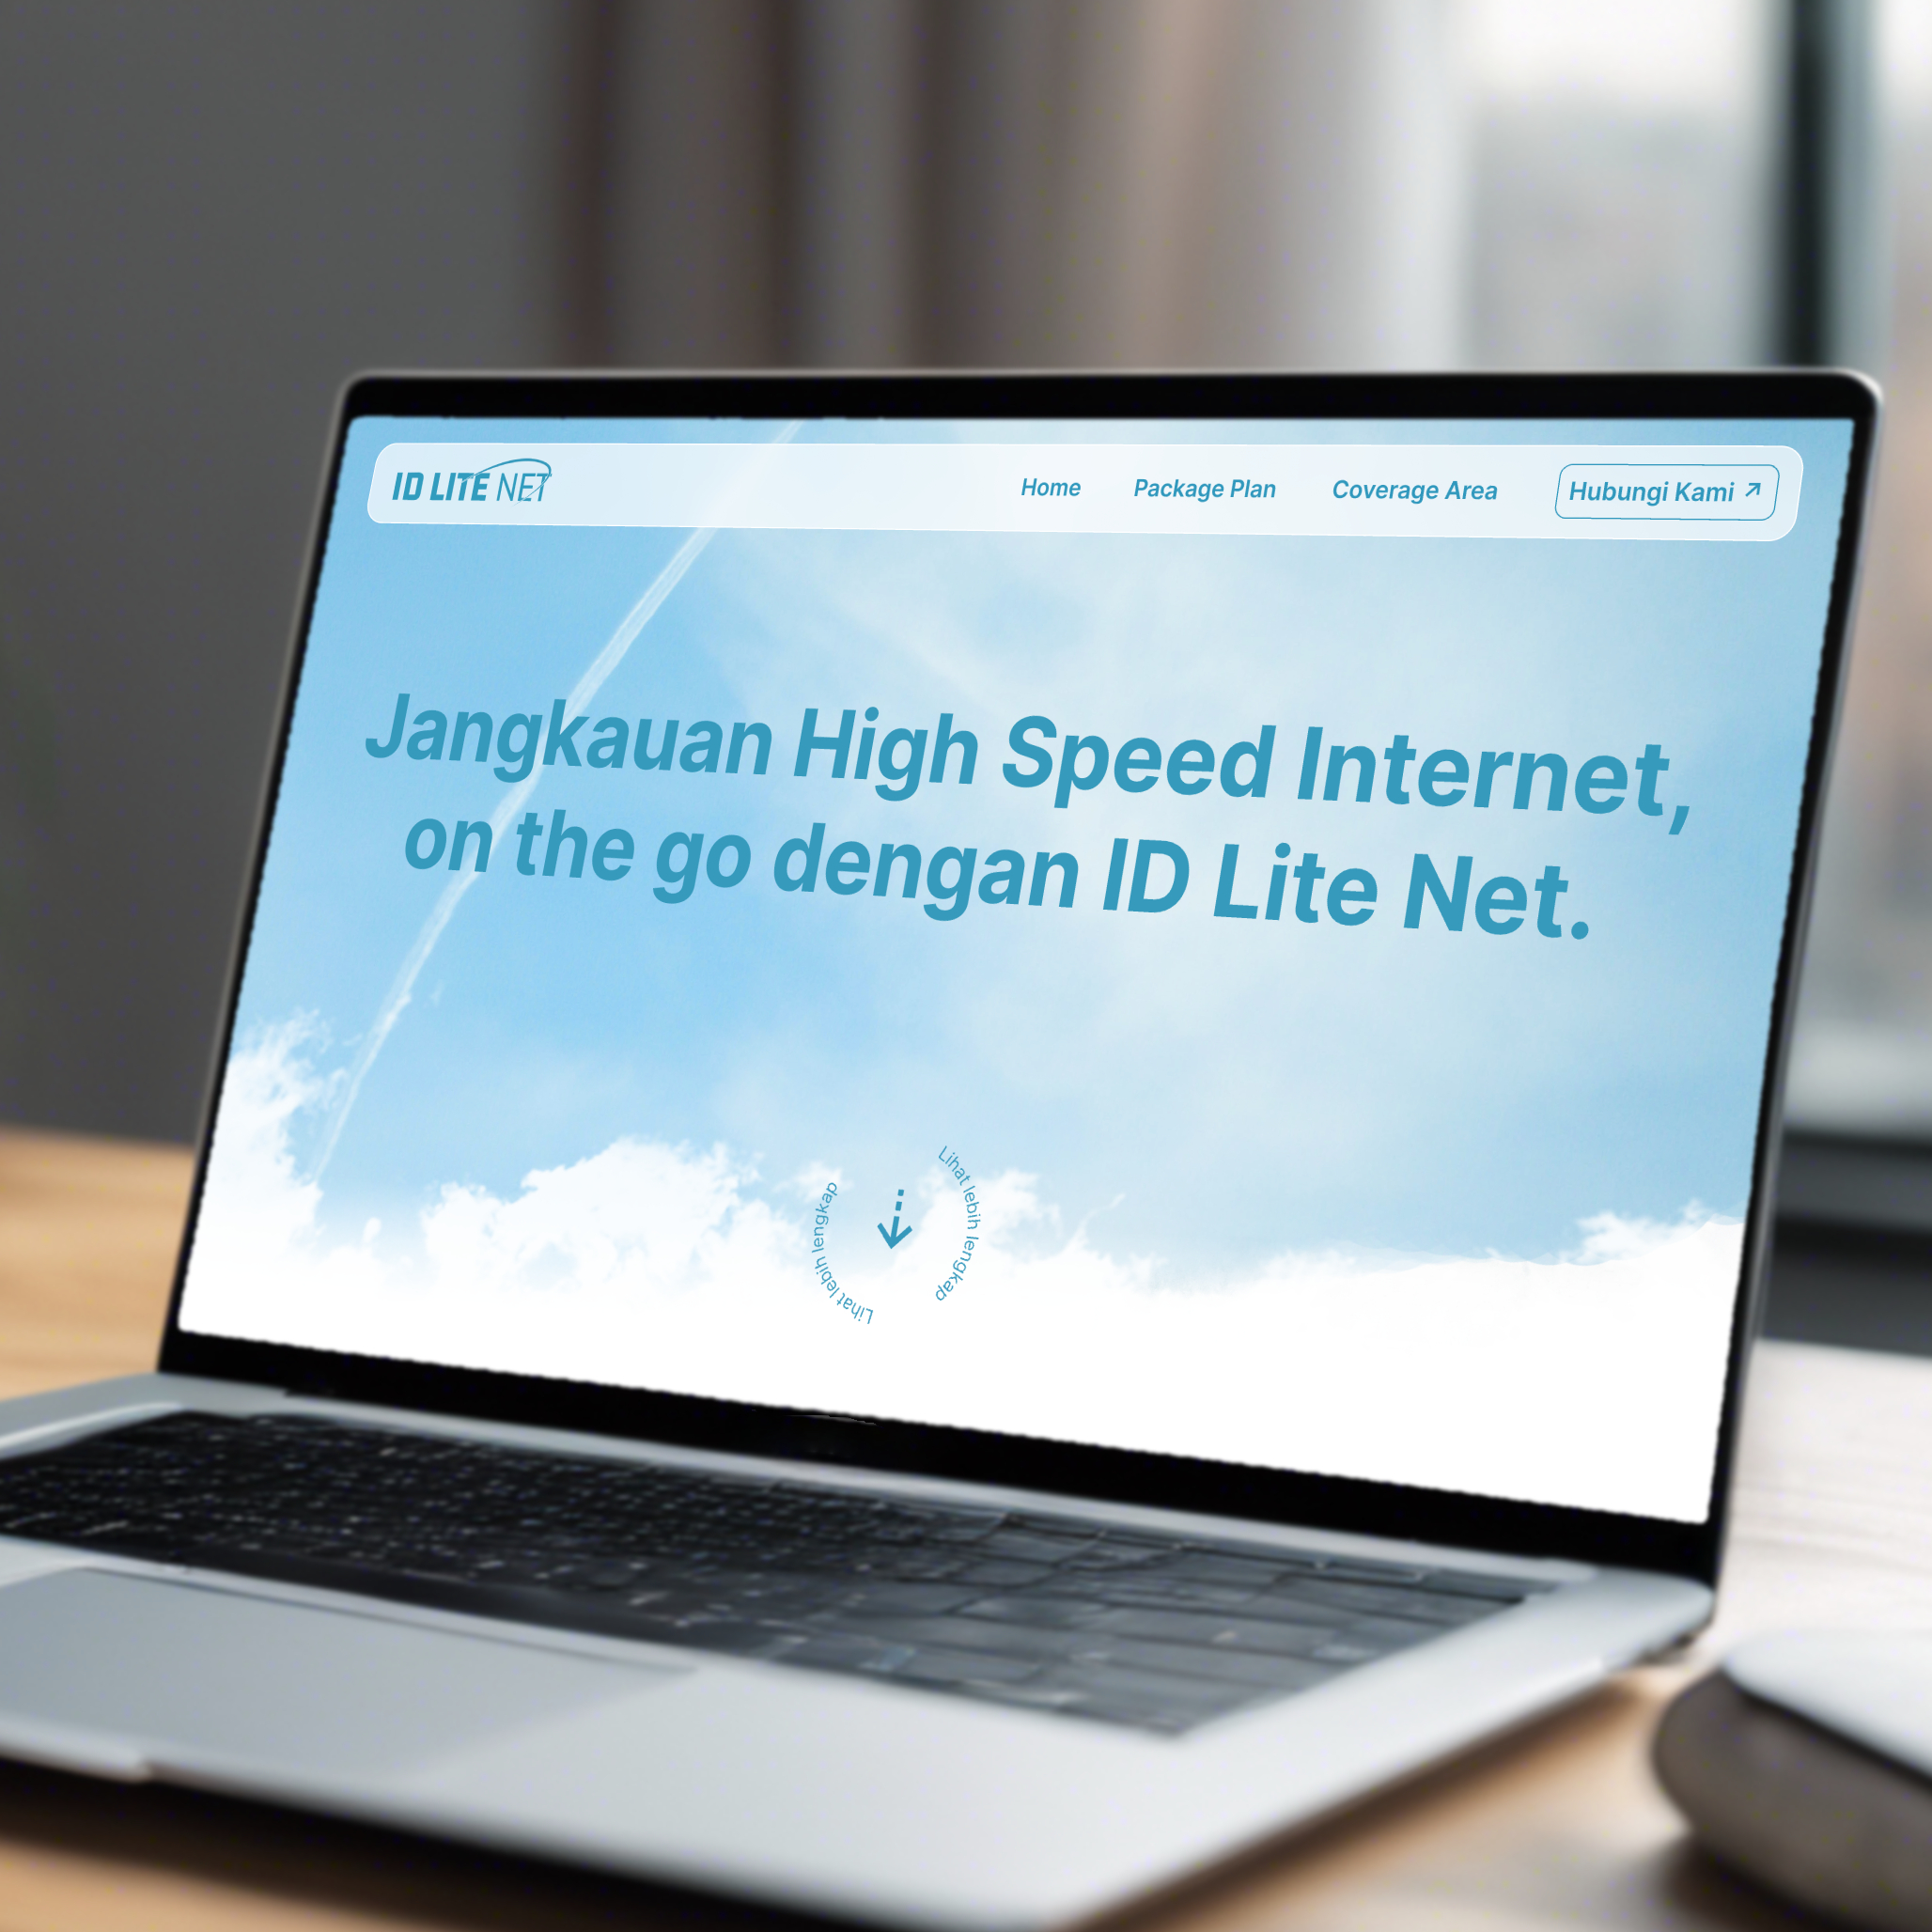 ID LITE NET
Home
Package Plan
Coverage Area
Hubungi Kami
Jangkauan High Speed Internet,
on the go dengan ID Lite Net.
Lihat lebih lengkap
Lihat lebih lengkap